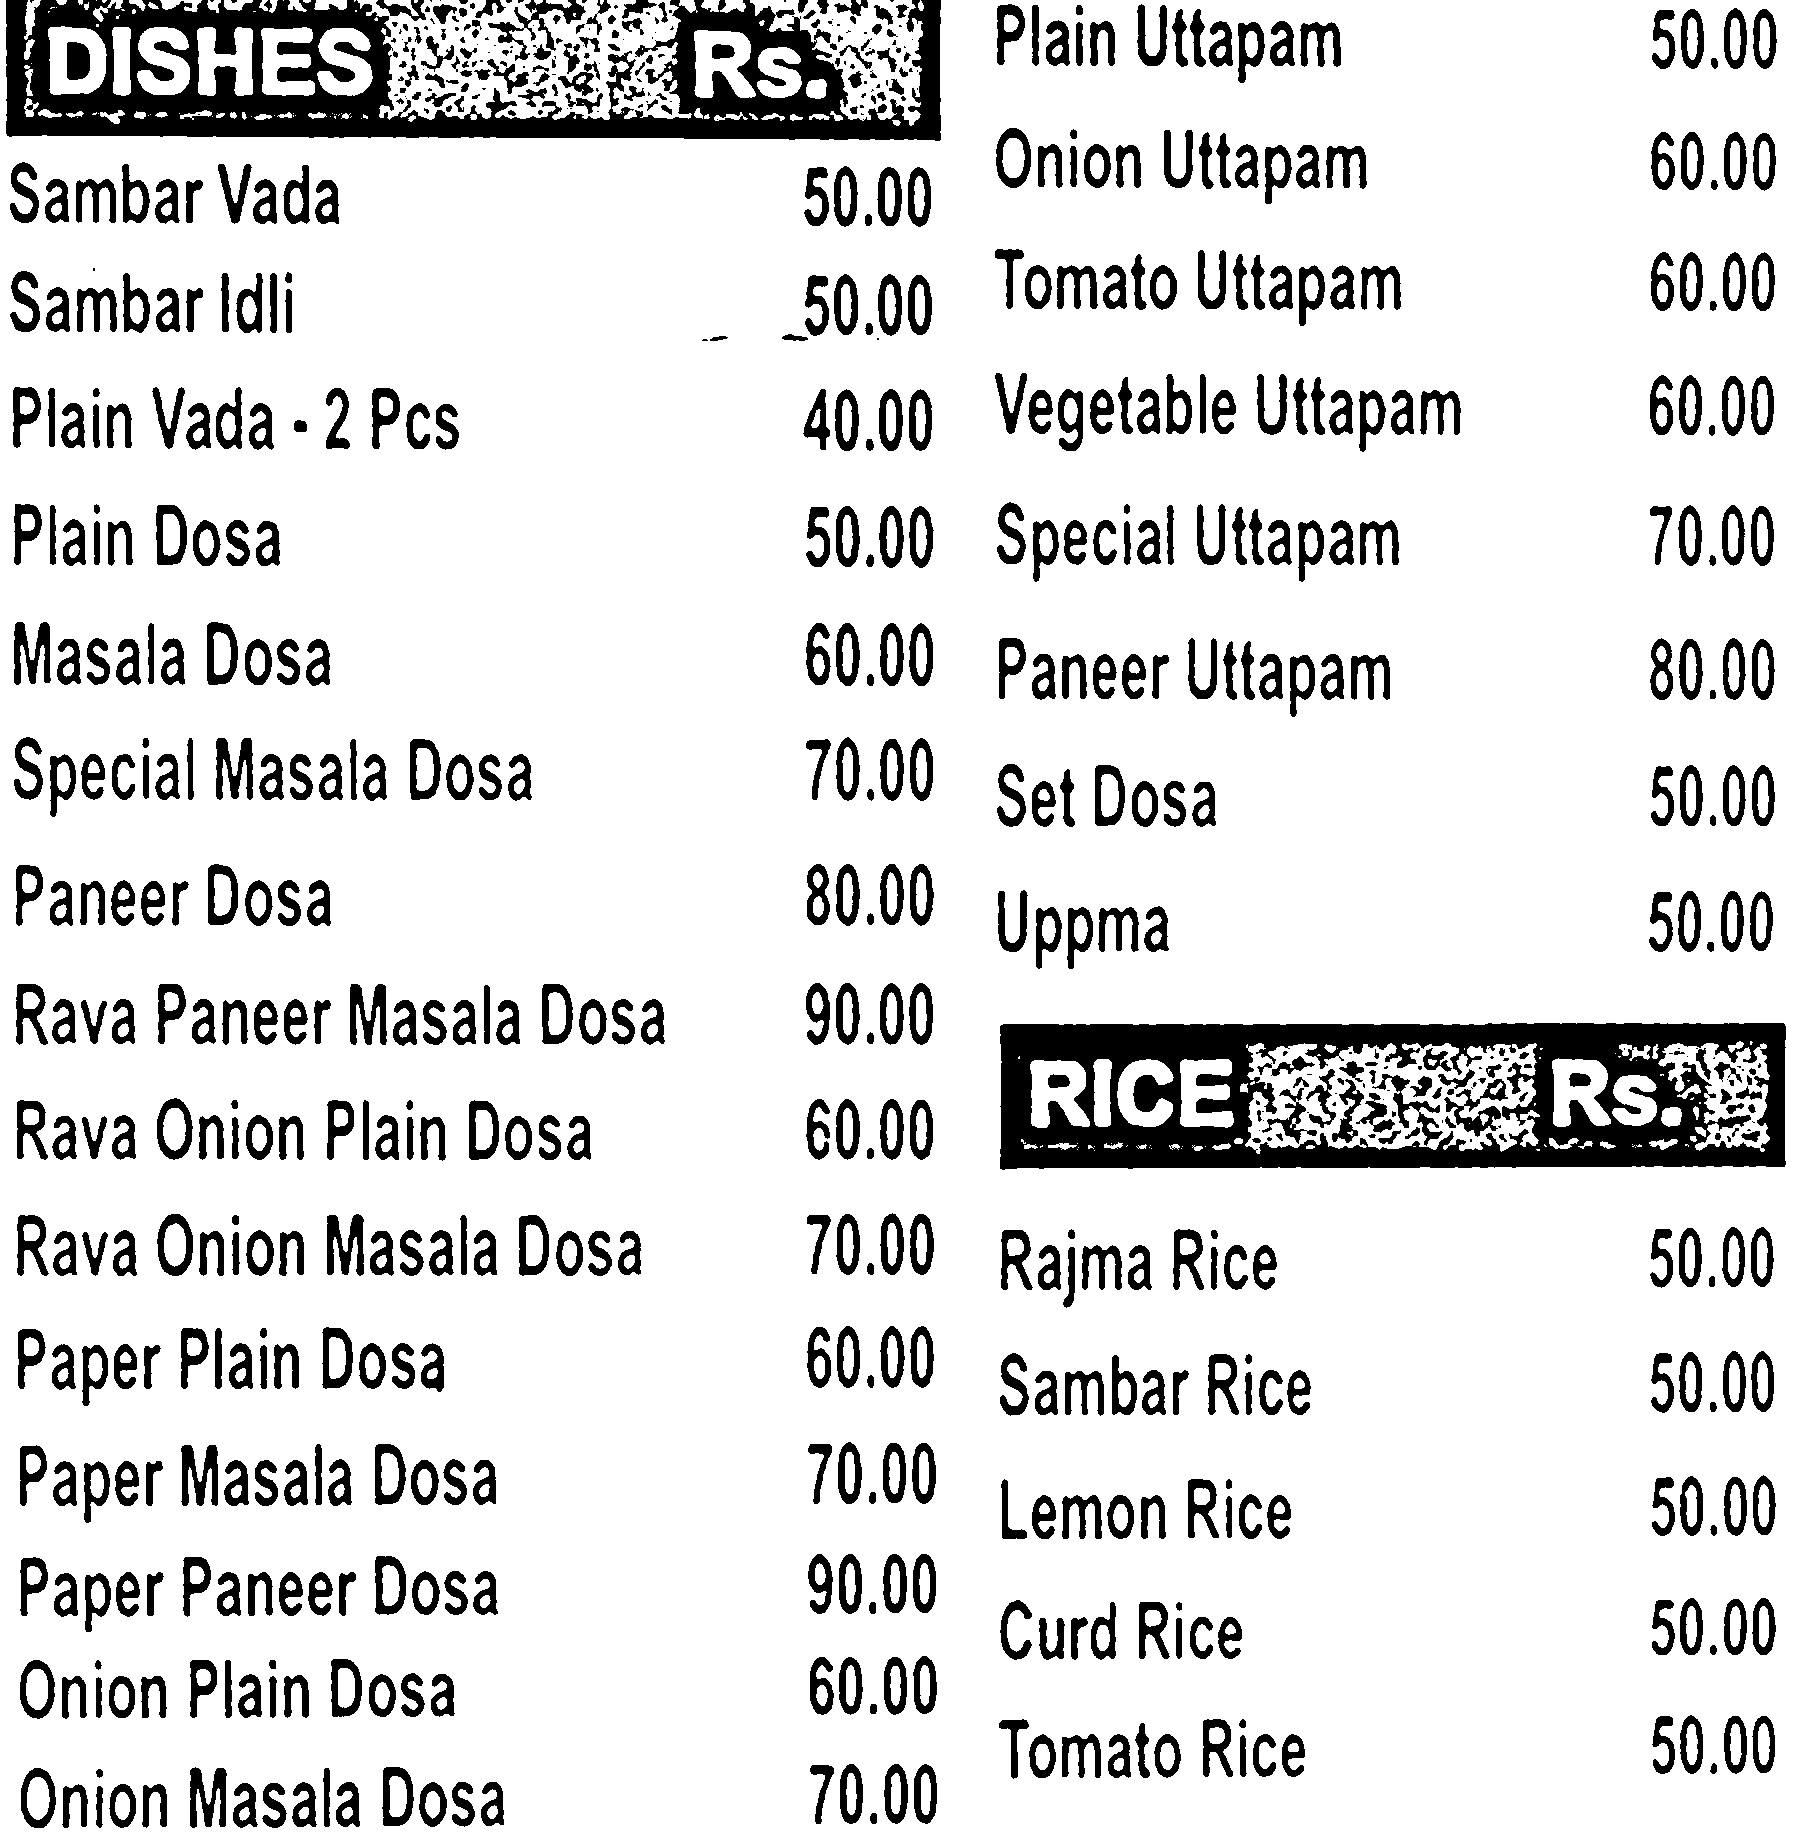 DISHES Rs.
Sambar Vada 50.00
Sambar Idli 50.00
Plain Vada - 2 Pcs 40.00
Plain Dosa 50.00
Masala Dosa 60.00
Special Masala Dosa 70.00
Paneer Dosa 80.00
Rava Paneer Masala Dosa 90.00
Rava Onion Plain Dosa 60.00
Rava Onion Masala Dosa 70.00
Paper Plain Dosa 60.00
Paper Masala Dosa 70.00
Paper Paneer Dosa 90.00
Onion Plain Dosa 60.00
Onion Masala Dosa 70.00
Plain Uttapam 50.00
Onion Uttapam 60.00
Tomato Uttapam 60.00
Vegetable Uttapam 60.00
Special Uttapam 70.00
Paneer Uttapam 80.00
Set Dosa 50.00
Uppma 50.00
RICE Rs.
Rajma Rice 50.00
Sambar Rice 50.00
Lemon Rice 50.00
Curd Rice 50.00
Tomato Rice 50.00